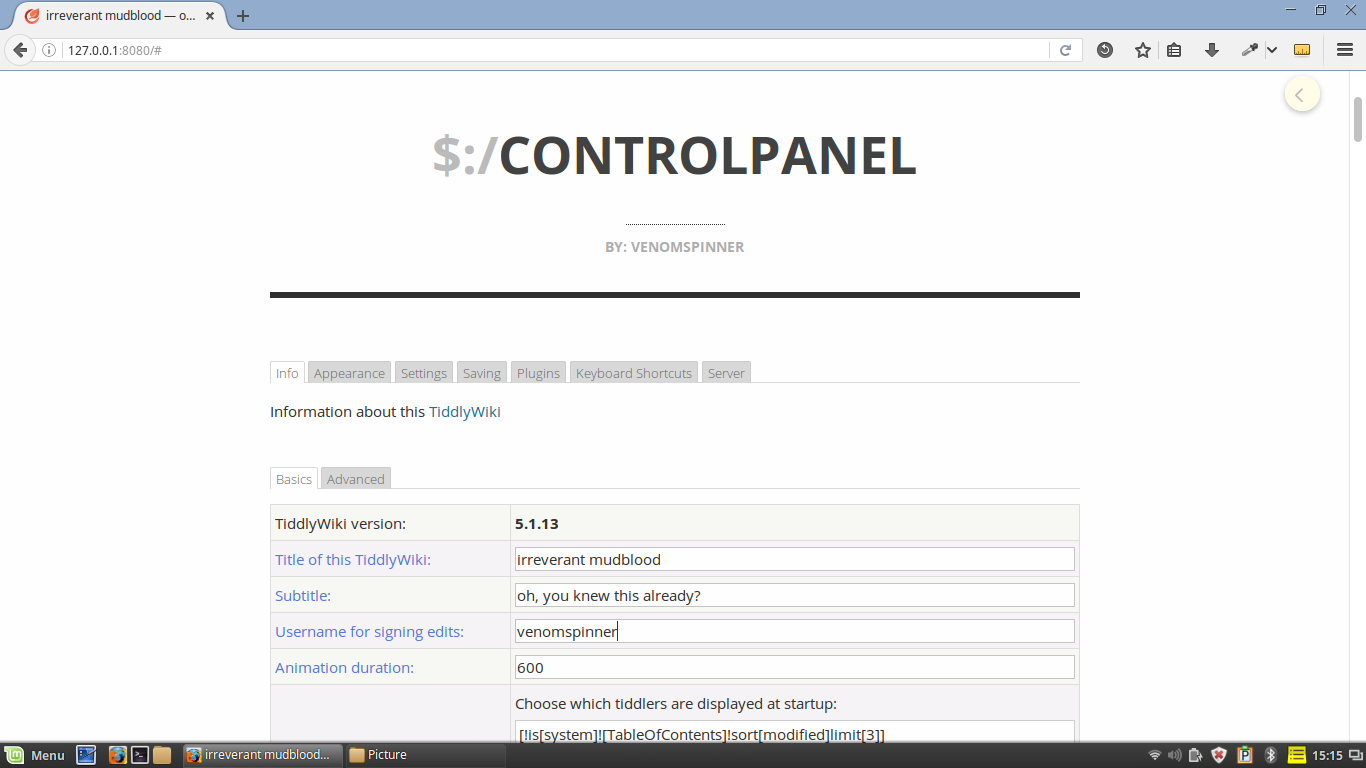 irreverant mudblood — o...
127.0.0.1:8080/#
$:/CONTROLPANEL
BY: VENOMSPINNER
Info Appearance Settings Saving Plugins Keyboard Shortcuts Server
Information about this TiddlyWiki
Basics Advanced
TiddlyWiki version: 5.1.13
Title of this TiddlyWiki: irreverant mudblood
Subtitle: oh, you knew this already?
Username for signing edits: venomspinner
Animation duration: 600
Choose which tiddlers are displayed at startup:
[!is[system]![TableOfContents]!sort[modified]limit[3]]
Menu irreverant mudblood... Picture 15:15